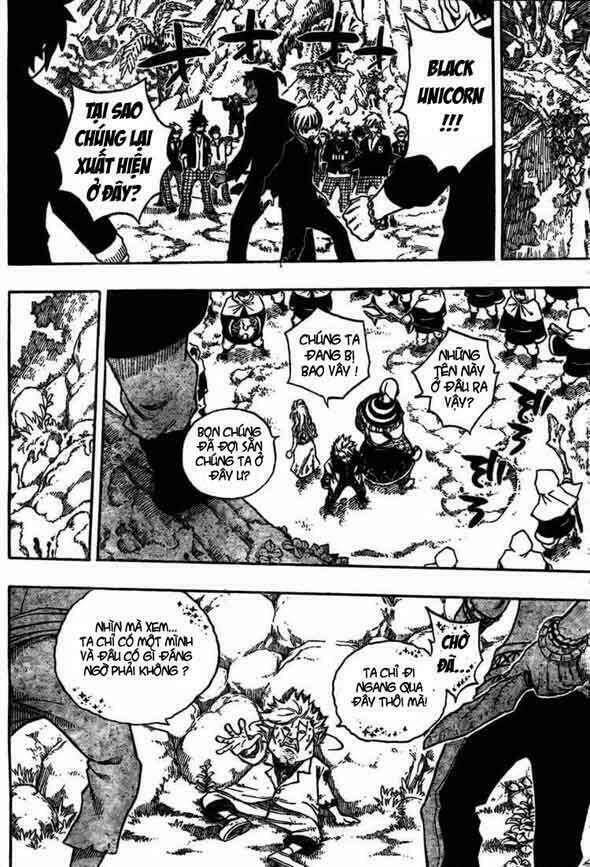 BLACK
UNICORN
!!!
TẠI SAO
CHÚNG LẠI
XUẤT HIỆN
Ở ĐÂY?
NHỮNG
TÊN NÀY
Ở ĐÂU RA
VẬY?
CHÚNG TA
ĐANG BỊ
BAO VÂY !
BỌN CHÚNG
ĐÃ ĐỢI SẴN
CHÚNG TA Ở
ĐÂY Ư?
CHỜ
ĐÃ...
TA CHỈ ĐI
NGANG QUA
ĐÂY THÔI MÀ!
NHÌN MÀ XEM...
TA CHỈ CÓ MỘT MÌNH
VÀ ĐÂU CÓ GÌ ĐÁNG
NGỜ PHẢI KHÔNG ?